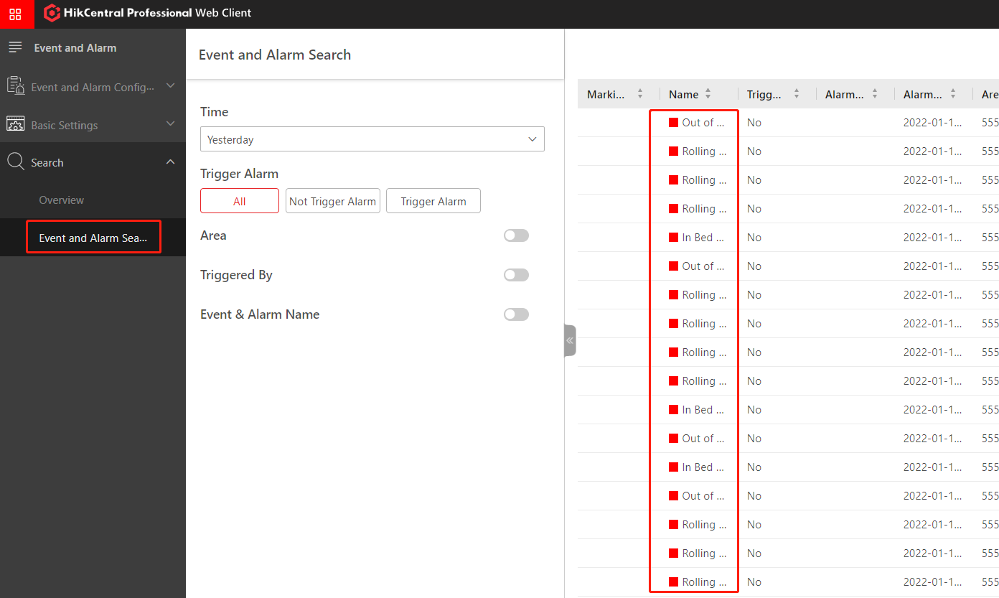 HikCentral Professional Web Client
Event and Alarm
Event and Alarm Config...
Basic Settings
Search
Overview
Event and Alarm Sea...
Event and Alarm Search
Time
Yesterday
Trigger Alarm
All Not Trigger Alarm Trigger Alarm
Area
Triggered By
Event & Alarm Name
Marki... Name Trigg... Alarm... Alarm... Are
Out of ... No 2022-01-1... 555
Rolling ... No 2022-01-1... 555
Rolling ... No 2022-01-1... 555
Rolling ... No 2022-01-1... 555
In Bed ... No 2022-01-1... 555
Out of ... No 2022-01-1... 555
Rolling ... No 2022-01-1... 555
Rolling ... No 2022-01-1... 555
Rolling ... No 2022-01-1... 555
Rolling ... No 2022-01-1... 555
In Bed ... No 2022-01-1... 555
Out of ... No 2022-01-1... 555
In Bed ... No 2022-01-1... 555
Out of ... No 2022-01-1... 555
Rolling ... No 2022-01-1... 555
Rolling ... No 2022-01-1... 555
Rolling ... No 2022-01-1... 555